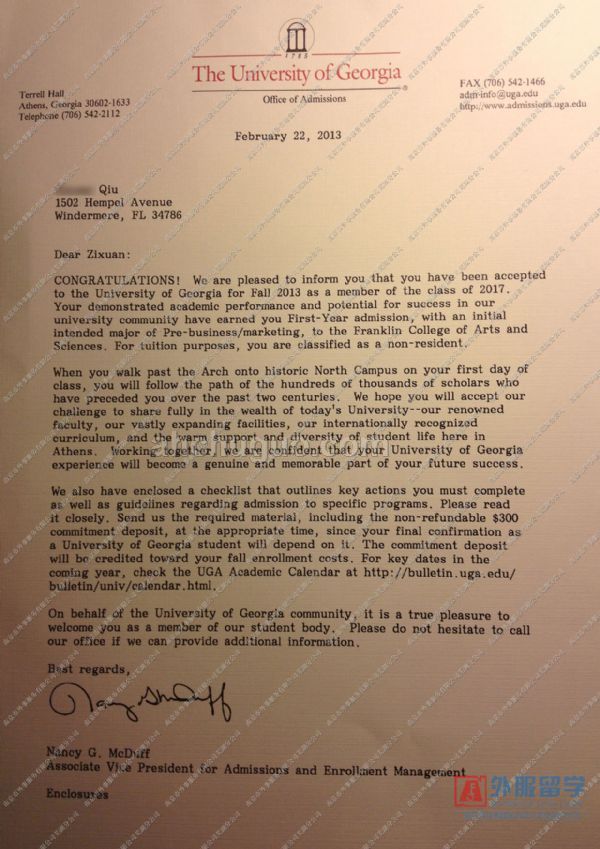 1785
The University of Georgia®
Office of Admissions
Terrell Hall
Athens, Georgia 30602-1633
Telephone (706) 542-2112
FAX (706) 542-1466
adm-info@uga.edu
http://www.admissions.uga.edu
February 22, 2013
Qiu
1502 Hempel Avenue
Windermere, FL 34786
Dear Zixuan:
CONGRATULATIONS! We are pleased to inform you that you have been accepted
to the University of Georgia for Fall 2013 as a member of the class of 2017.
Your demonstrated academic performance and potential for success in our
university community have earned you First-Year admission, with an initial
intended major of Pre-business/marketing, to the Franklin College of Arts and
Sciences. For tuition purposes, you are classified as a non-resident.
When you walk past the Arch onto historic North Campus on your first day of
class, you will follow the path of the hundreds of thousands of scholars who
have preceded you over the past two centuries. We hope you will accept our
challenge to share fully in the wealth of today's University--our renowned
faculty, our vastly expanding facilities, our internationally recognized
curriculum, and the warm support and diversity of student life here in
Athens. Working together, we are confident that your University of Georgia
experience will become a genuine and memorable part of your future success.
We also have enclosed a checklist that outlines key actions you must complete
as well as guidelines regarding admission to specific programs. Please read
it closely. Send us the required material, including the non-refundable $300
commitment deposit, at the appropriate time, since your final confirmation as
a University of Georgia student will depend on it. The commitment deposit
will be credited toward your fall enrollment costs. For key dates in the
coming year, check the UGA Academic Calendar at http://bulletin.uga.edu/
bulletin/univ/calendar.html.
On behalf of the University of Georgia community, it is a true pleasure to
welcome you as a member of our student body. Please do not hesitate to call
our office if we can provide additional information.
Best regards,
Nancy G. McDuff
Associate Vice President for Admissions and Enrollment Management
Enclosures
外服留学